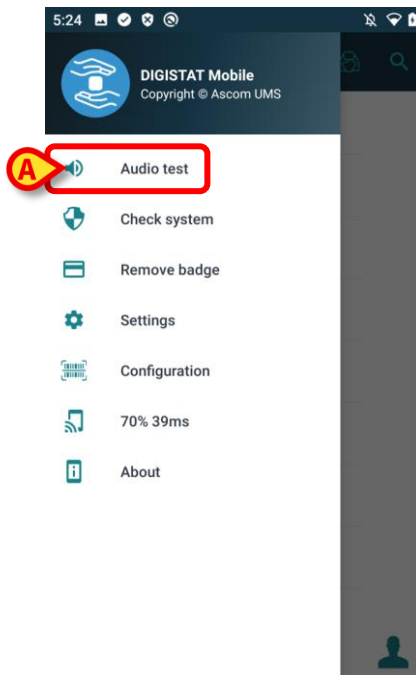 5:24
DIGISTAT Mobile
Copyright © Ascom UMS
A
Audio test
Check system
Remove badge
Settings
Configuration
70% 39ms
About